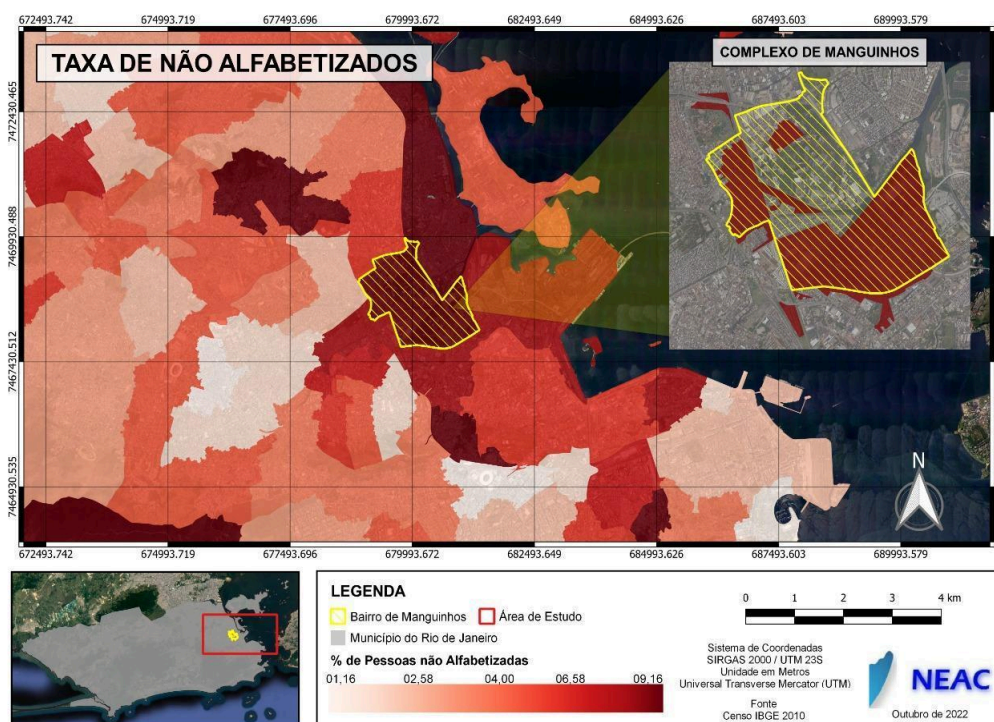 672493.742 674993.719 677493.696 679993.672 682493.649 684993.626 687493.603 689993.579
TAXA DE NÃO ALFABETIZADOS
COMPLEXO DE MANGUINHOS
7472430.465
7469930.488
7467430.512
7464930.535
N
672493.742 674993.719 677493.696 679993.672 682493.649 684993.626 687493.603 689993.579
LEGENDA
Bairro de Manguinhos Área de Estudo
Município do Rio de Janeiro
% de Pessoas não Alfabetizadas
01,16 02,58 04,00 06,58 09,16
0 1 2 3 4 km
Sistema de Coordenadas
SIRGAS 2000 / UTM 23S
Unidade em Metros
Universal Transverse Mercator (UTM)
Fonte
Censo IBGE 2010
NEAC
Outubro de 2022